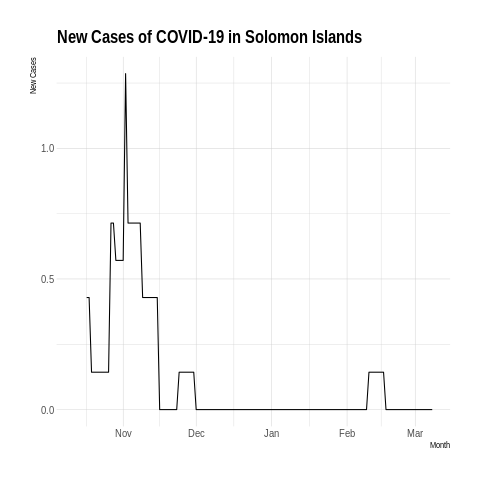 New Cases of COVID-19 in Solomon Islands
New Cases
1.0
0.5
0.0
Nov Dec Jan Feb Mar
Month